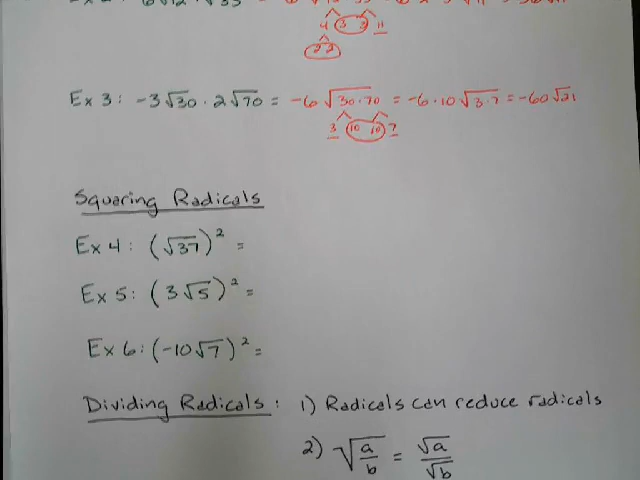 Ex 3: -3√30 · 2√70 = -6√30·70 = -6·10√3·7 = -60√21
3 10 10 7
Squaring Radicals
Ex 4: (√37)² =
Ex 5: (3√5)² =
Ex 6: (-10√7)² =
Dividing Radicals: 1) Radicals can reduce radicals
2) √a/b = √a/√b